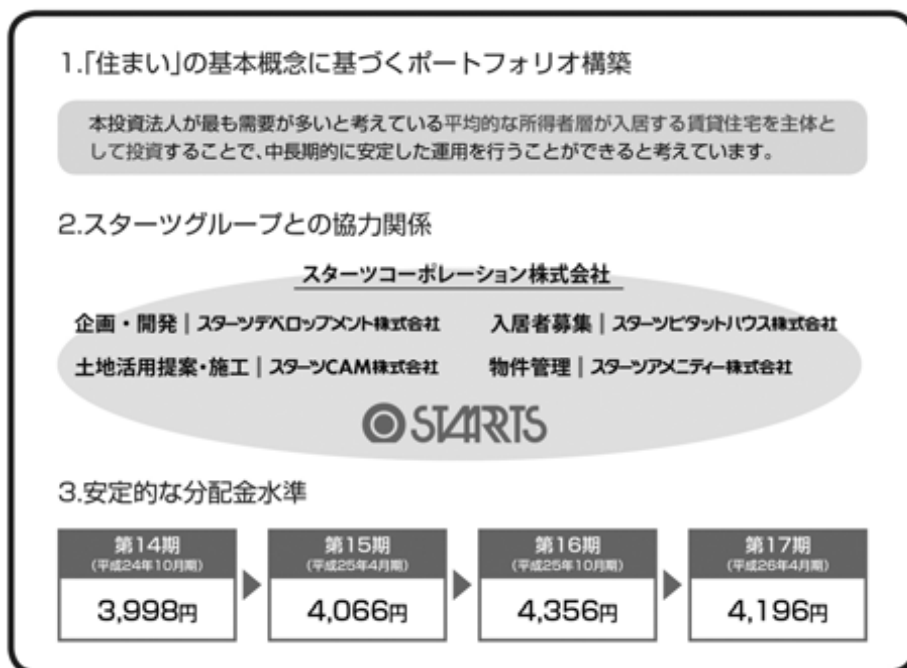 1.「住まい」の基本概念に基づくポートフォリオ構築
本投資法人が最も需要が多いと考えている平均的な所得者層が入居する賃貸住宅を主体と
して投資することで、中長期的に安定した運用を行うことができると考えています。
2.スターツグループとの協力関係
スターツコーポレーション株式会社
企画・開発｜スターツデベロップメント株式会社 入居者募集｜スターツピタットハウス株式会社
土地活用提案・施工｜スターツCAM株式会社 物件管理｜スターツアメニティー株式会社
STARTS
3.安定的な分配金水準
第14期 第15期 第16期 第17期
(平成24年10月期) (平成25年4月期) (平成25年10月期) (平成26年4月期)
3,998円 4,066円 4,356円 4,196円